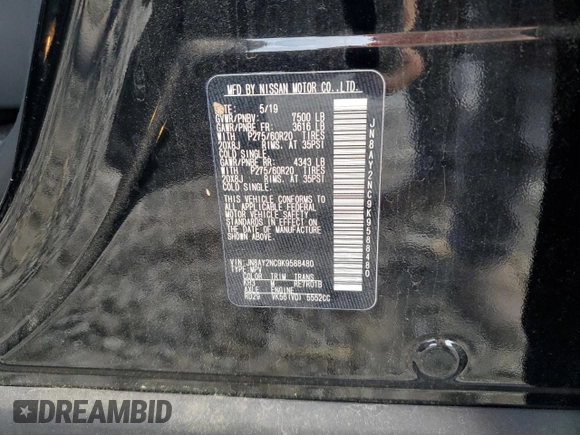 MFD BY NISSAN MOTOR CO.,LTD.
DATE: 5/19
GVWR/PNBV: 7500 LB
GAWR/PNBE FR: 3616 LB
WITH P275/60R20 TIRES
20X8J RIMS, AT 35PSI
COLD SINGLE.
GAWR/PNBE RR: 4343 LB
WITH P275/60R20 TIRES
20X8J RIMS, AT 35PSI
COLD SINGLE.
THIS VEHICLE CONFORMS TO
ALL APPLICABLE FEDERAL
MOTOR VEHICLE SAFETY
STANDARDS IN EFFECT ON
THE DATE OF MANUFACTURE
SHOWN ABOVE.
VIN: JN8AY2NC9K9588480
TYPE: MPV
COLOR TRIM TRANS
KH3 RE7R01B
AXLE ENGINE
RD29 VK56(VD) 5552CC
JN8AY2NC9K9588480
DREAMBID